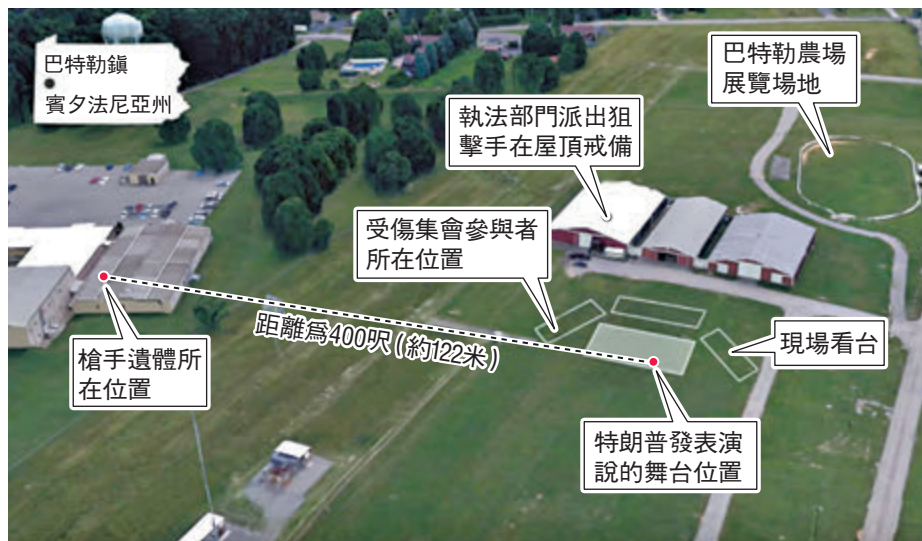 巴特勒鎮
賓夕法尼亞州
巴特勒農場
展覽場地
執法部門派出狙
擊手在屋頂戒備
受傷集會參與者
所在位置
距離為400呎(約122米)
槍手遺體所
在位置
現場看台
特朗普發表演
說的舞台位置